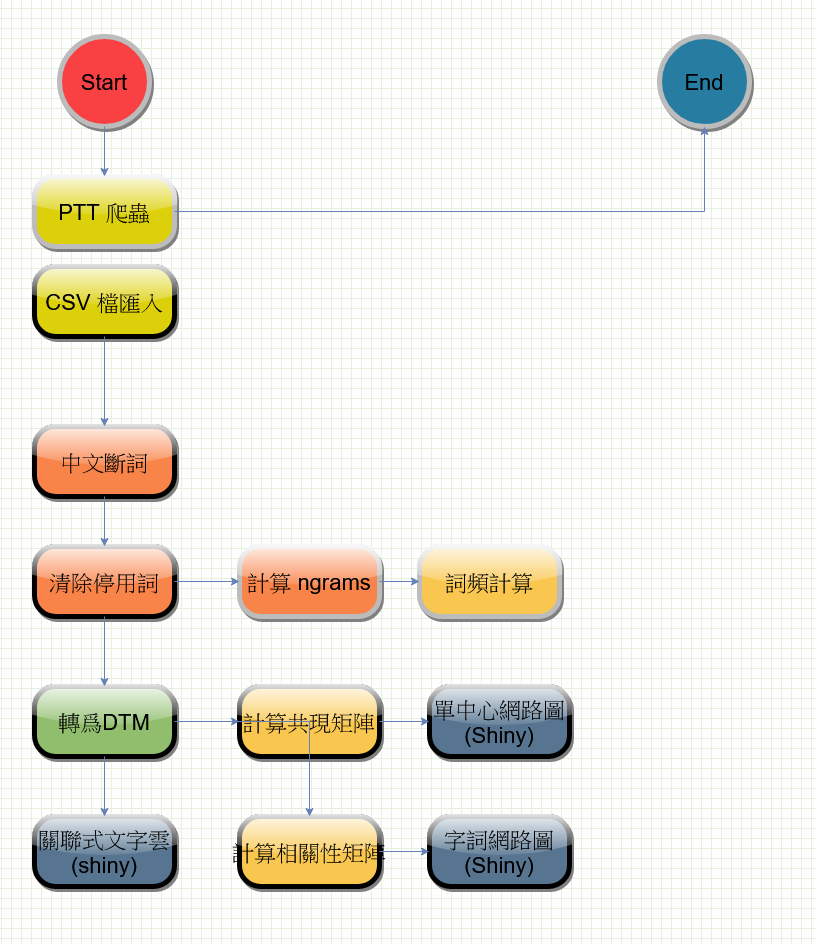 Start
End
PTT 爬蟲
CSV 檔匯入
中文斷詞
清除停用詞
計算 ngrams
詞頻計算
轉爲DTM
計算共現矩陣
單中心網路圖
(Shiny)
關聯式文字雲
(shiny)
計算相關性矩陣
字詞網路圖
(Shiny)